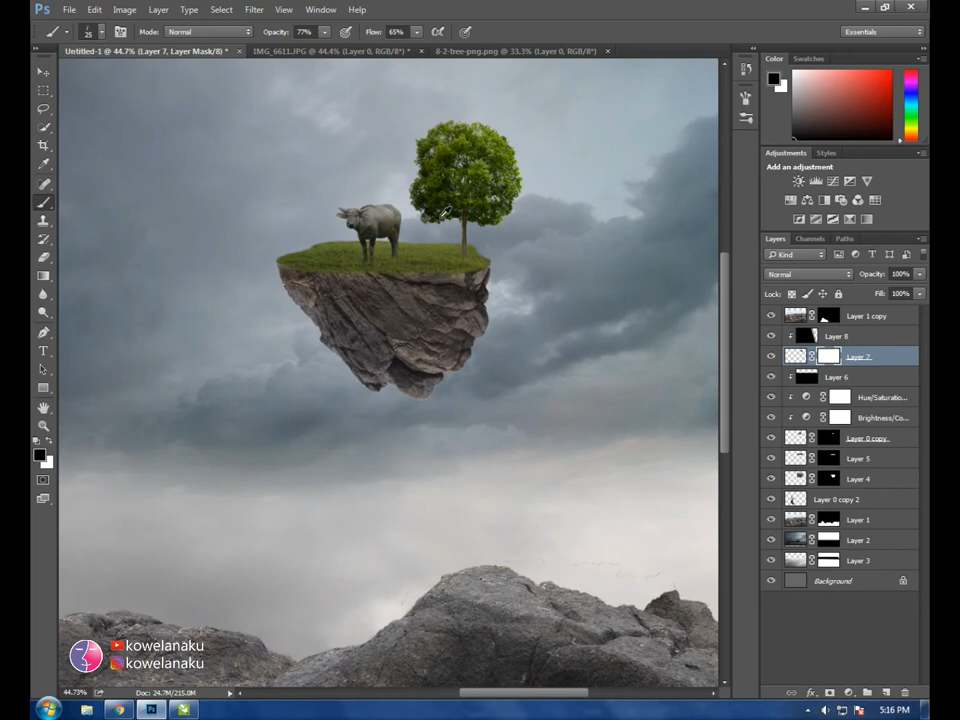 Ps File Edit Image Layer Type Select Filter View Window Help
25 Mode: Normal Opacity: 77% Flow: 65% Essentials
Untitled-1 @ 44.7% (Layer 7, Layer Mask/8) * × IMG_6611.JPG @ 44.4% (Layer 0, RGB/8*) * × 8-2-tree-png.png @ 33.3% (Layer 0, RGB/8*) ×
Color Swatches
Adjustments Styles
Add an adjustment
Layers Channels Paths
Kind
Normal Opacity: 100%
Lock: Fill: 100%
Layer 1 copy
Layer 8
Layer 7
Layer 6
Hue/Saturatio...
Brightness/Co...
Layer 0 copy
Layer 5
Layer 4
Layer 0 copy 2
Layer 1
Layer 2
Layer 3
Background
kowelanaku
kowelanaku
44.73% Doc: 24.7M/215.0M
5:16 PM